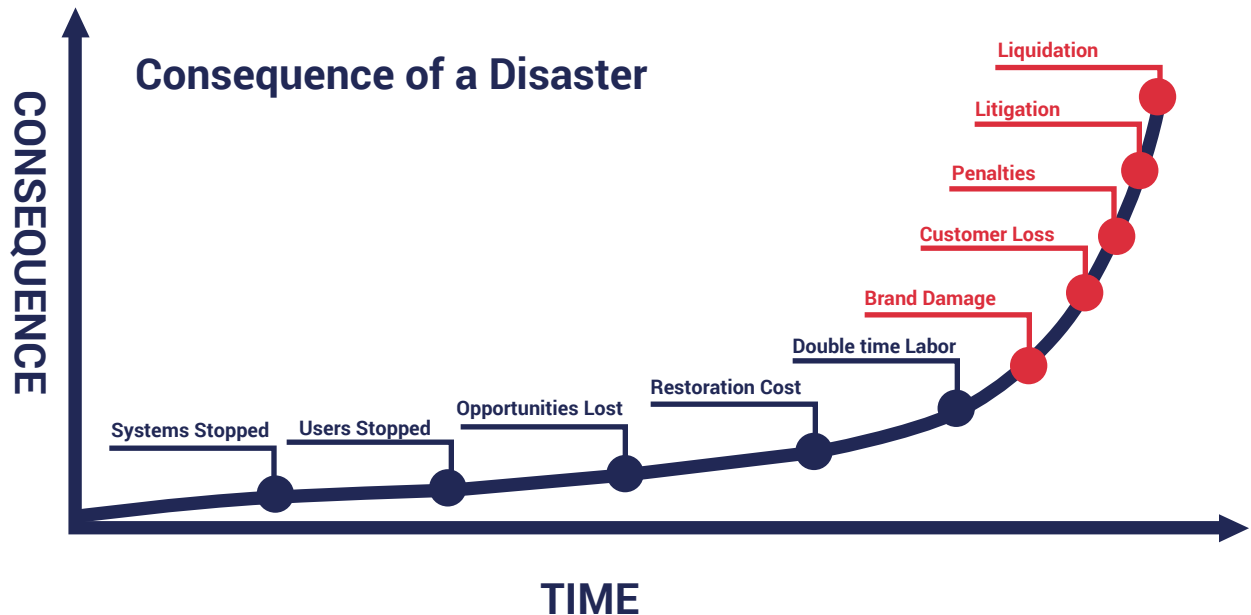 Consequence of a Disaster
CONSEQUENCE
Liquidation
Litigation
Penalties
Customer Loss
Brand Damage
Double time Labor
Restoration Cost
Opportunities Lost
Users Stopped
Systems Stopped
TIME